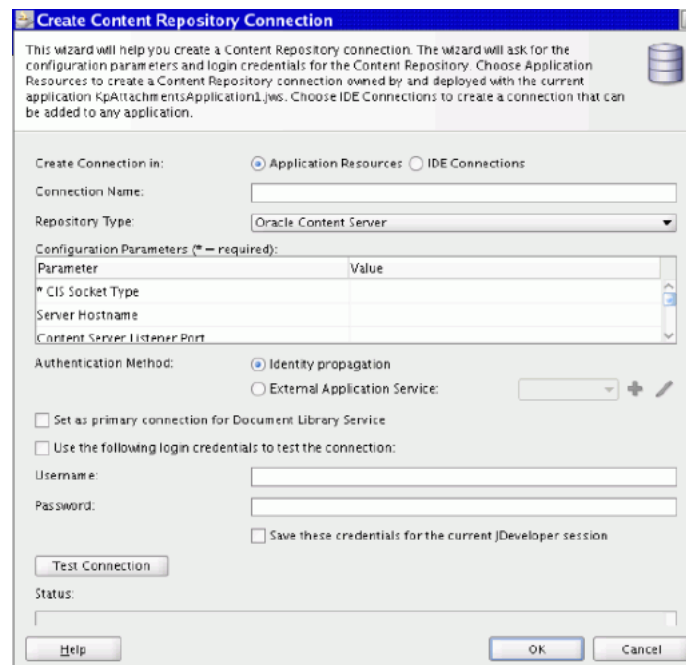 Create Content Repository Connection
This wizard will help you create a Content Repository connection. The wizard will ask for the
configuration parameters and login credentials for the Content Repository. Choose Application
Resources to create a Content Repository connection owned by and deployed with the current
application KpAttachmentsApplication1.jws. Choose IDE Connections to create a connection that can
be added to any application.
Create Connection in: Application Resources IDE Connections
Connection Name:
Repository Type: Oracle Content Server
Configuration Parameters (* – required):
Parameter Value
* CIS Socket Type
Server Hostname
Content Server Listener Port
Authentication Method: Identity propagation
External Application Service:
Set as primary connection for Document Library Service
Use the following login credentials to test the connection:
Username:
Password:
Save these credentials for the current JDeveloper session
Test Connection
Status:
Help OK Cancel